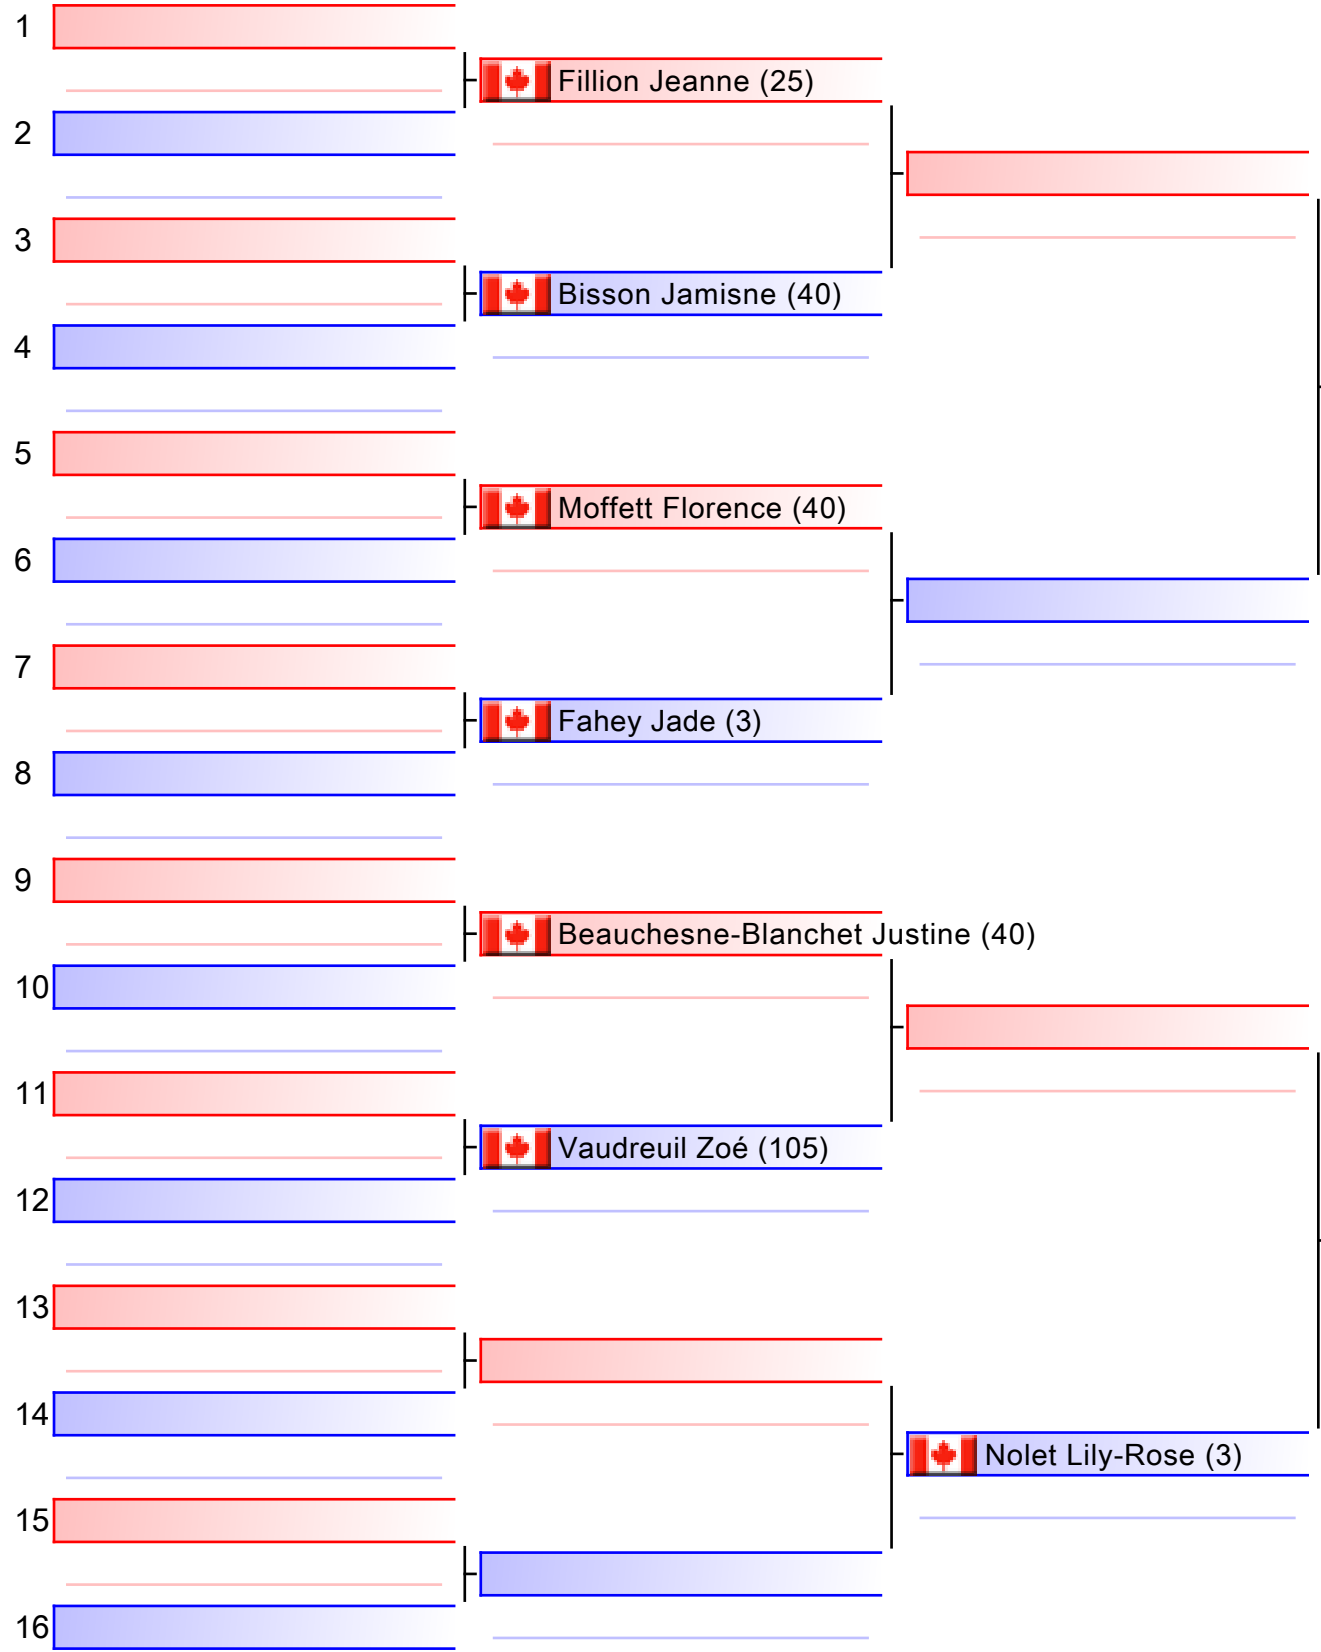 1
Fillion Jeanne (25)
2
3
Bisson Jamisne (40)
4
5
Moffett Florence (40)
6
7
Fahey Jade (3)
8
9
Beauchesne-Blanchet Justine (40)
10
11
Vaudreuil Zoé (105)
12
13
14
Nolet Lily-Rose (3)
15
16